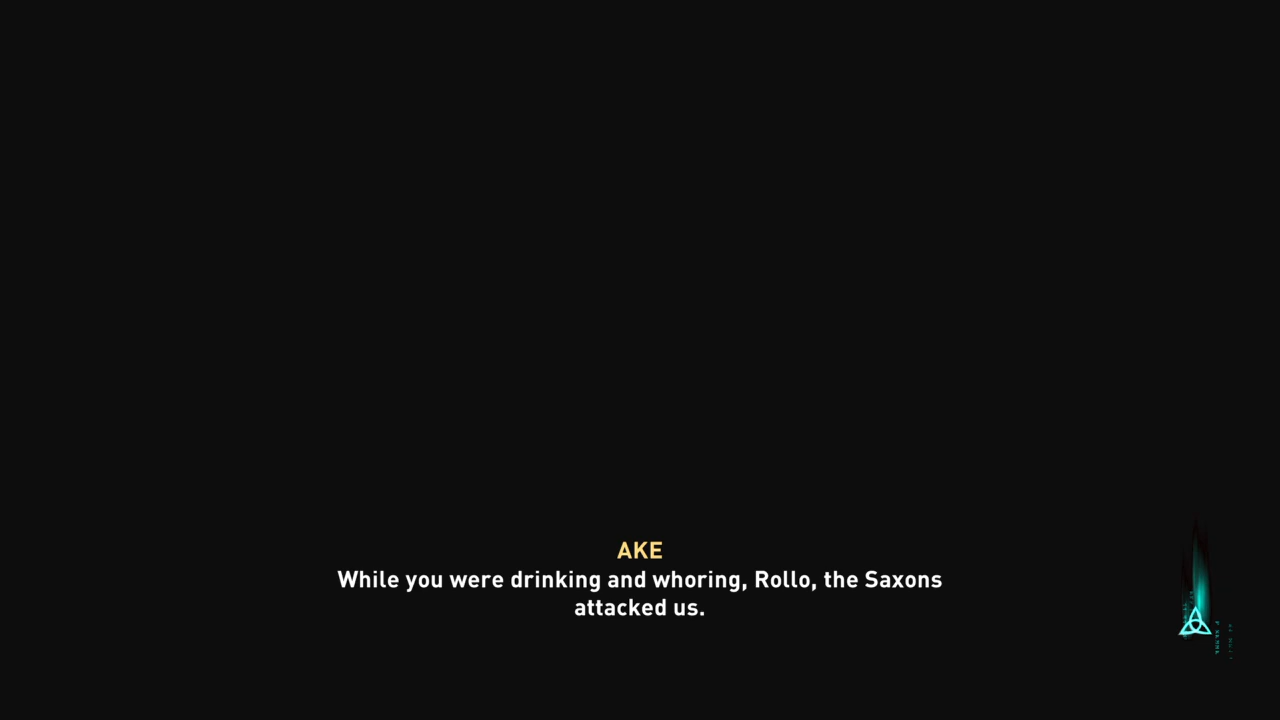 AKE
While you were drinking and whoring, Rollo, the Saxons
attacked us.